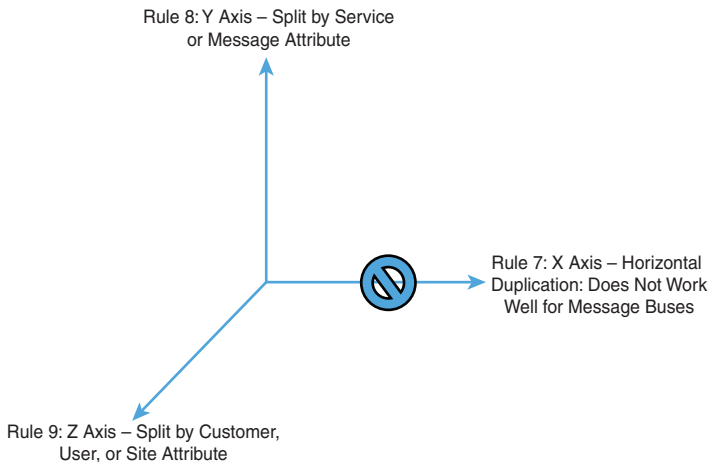 Rule 8: Y Axis – Split by Service
or Message Attribute
Rule 7: X Axis – Horizontal
Duplication: Does Not Work
Well for Message Buses
Rule 9: Z Axis – Split by Customer,
User, or Site Attribute